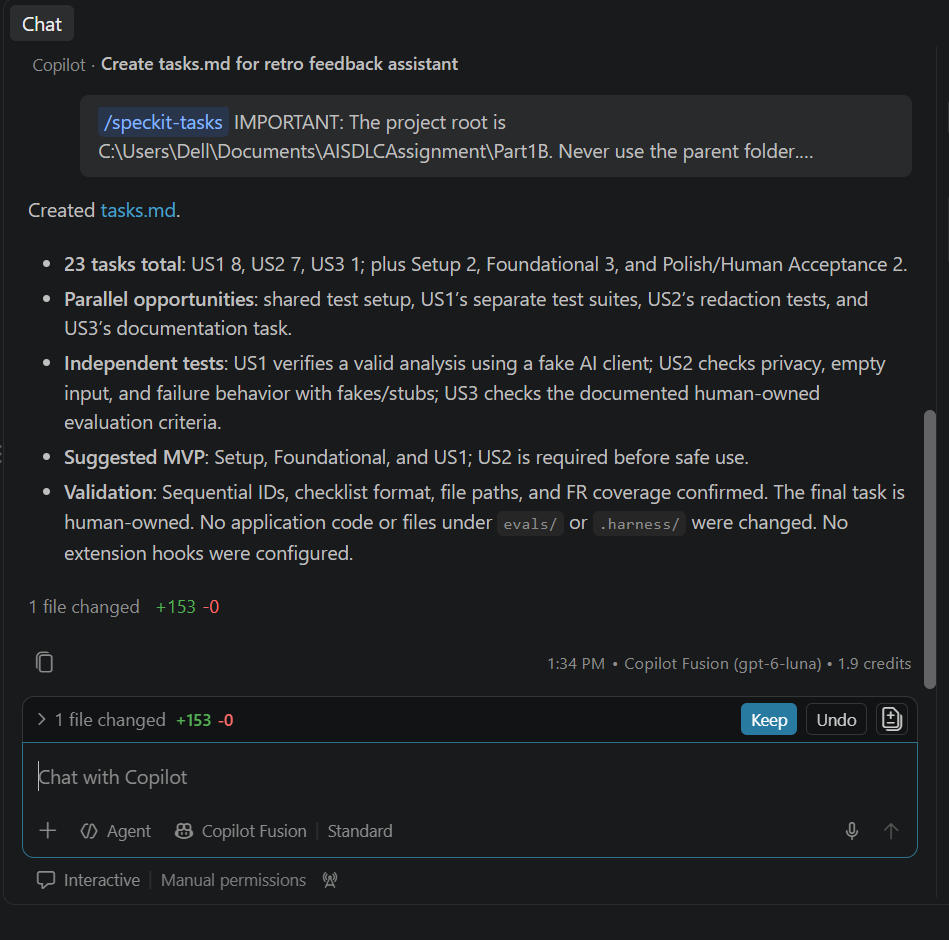 Chat
Copilot · Create tasks.md for retro feedback assistant
/speckit-tasks IMPORTANT: The project root is
C:\Users\Dell\Documents\AISDLCAssignment\Part1B. Never use the parent folder....
Created tasks.md.
• 23 tasks total: US1 8, US2 7, US3 1; plus Setup 2, Foundational 3, and Polish/Human Acceptance 2.
• Parallel opportunities: shared test setup, US1’s separate test suites, US2’s redaction tests, and
US3’s documentation task.
• Independent tests: US1 verifies a valid analysis using a fake AI client; US2 checks privacy, empty
input, and failure behavior with fakes/stubs; US3 checks the documented human-owned
evaluation criteria.
• Suggested MVP: Setup, Foundational, and US1; US2 is required before safe use.
• Validation: Sequential IDs, checklist format, file paths, and FR coverage confirmed. The final task is
human-owned. No application code or files under evals/ or .harness/ were changed. No
extension hooks were configured.
1 file changed +153 -0
1:34 PM • Copilot Fusion (gpt-6-luna) • 1.9 credits
1 file changed +153 -0 Keep Undo
Chat with Copilot
Agent Copilot Fusion Standard
Interactive Manual permissions